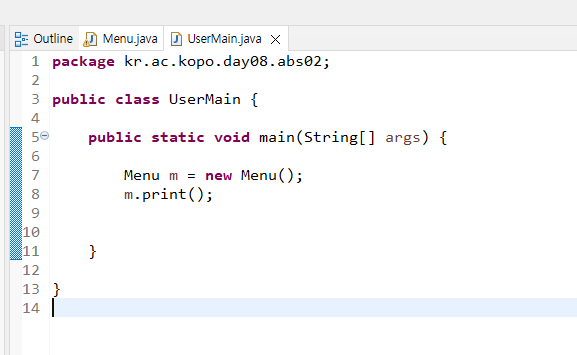 Outline Menu.java UserMain.java
1 package kr.ac.kopo.day08.abs02;
2
3 public class UserMain {
4
5 public static void main(String[] args) {
6
7 Menu m = new Menu();
8 m.print();
9
10
11 }
12
13 }
14